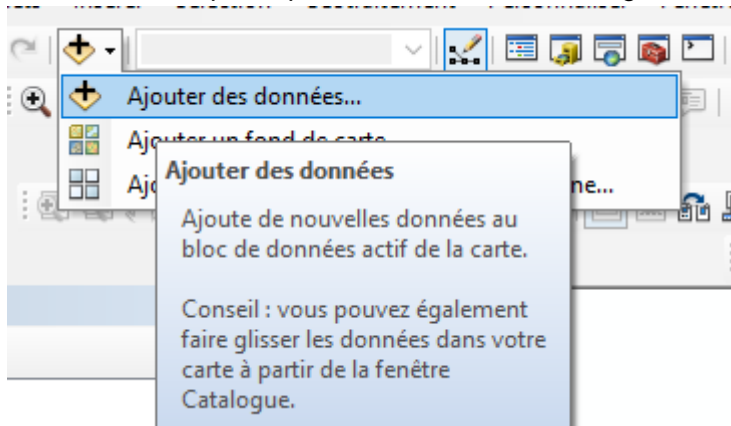 Ajouter des données...
Ajouter un fond de carte
ne...
Ajouter des données
Ajoute de nouvelles données au
bloc de données actif de la carte.
Conseil : vous pouvez également
faire glisser les données dans votre
carte à partir de la fenêtre
Catalogue.